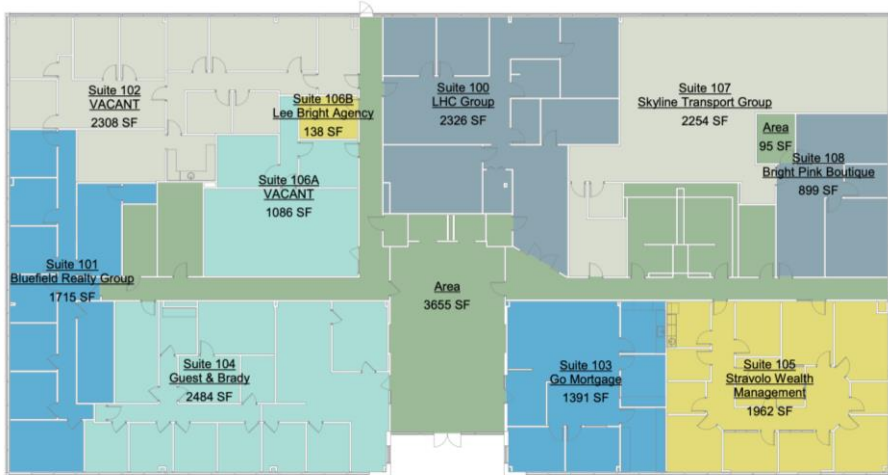 Suite 102
VACANT
2308 SF
Suite 106B
Lee Bright Agency
138 SF
Suite 100
LHC Group
2326 SF
Suite 107
Skyline Transport Group
2254 SF
Area
95 SF
Suite 108
Bright Pink Boutique
899 SF
Suite 106A
VACANT
1086 SF
Suite 101
Bluefield Realty Group
1715 SF
Area
3655 SF
Suite 104
Guest & Brady
2484 SF
Suite 103
Go Mortgage
1391 SF
Suite 105
Stravolo Wealth
Management
1962 SF